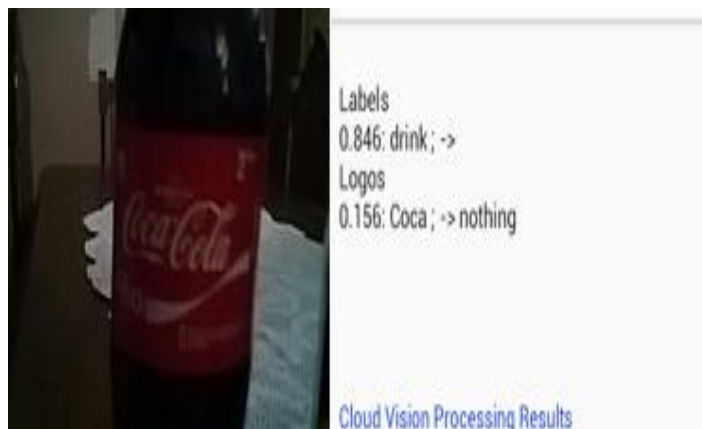 Coca-Cola
Labels
0.846: drink ; ->
Logos
0.156: Coca ; -> nothing
Cloud Vision Processing Results